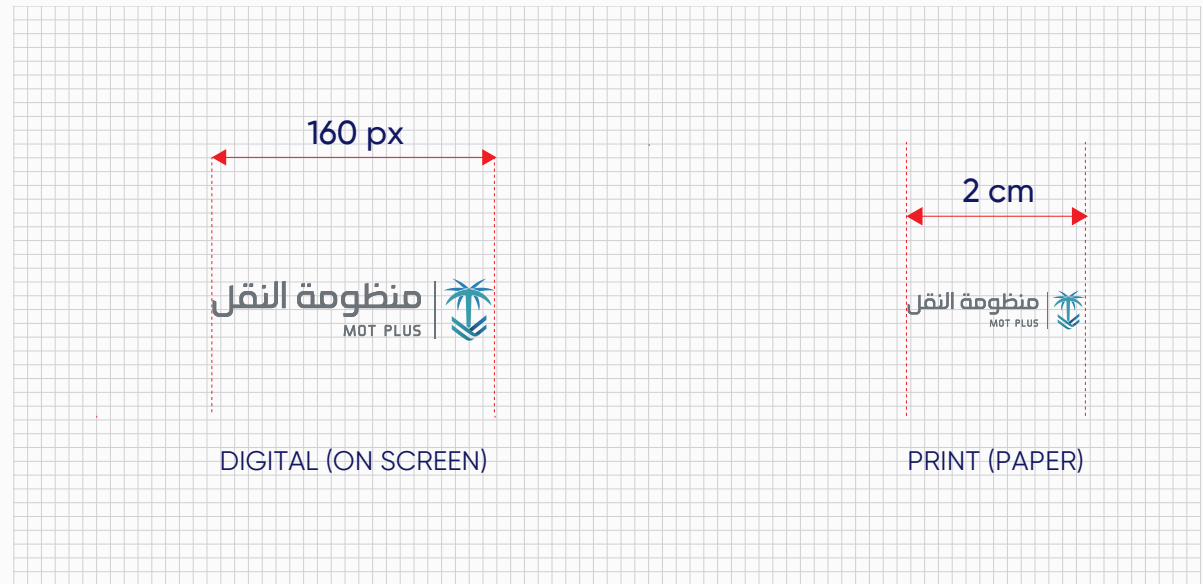 160 px
منظومة النقل
MOT PLUS
DIGITAL (ON SCREEN)
2 cm
منظومة النقل
MOT PLUS
PRINT (PAPER)